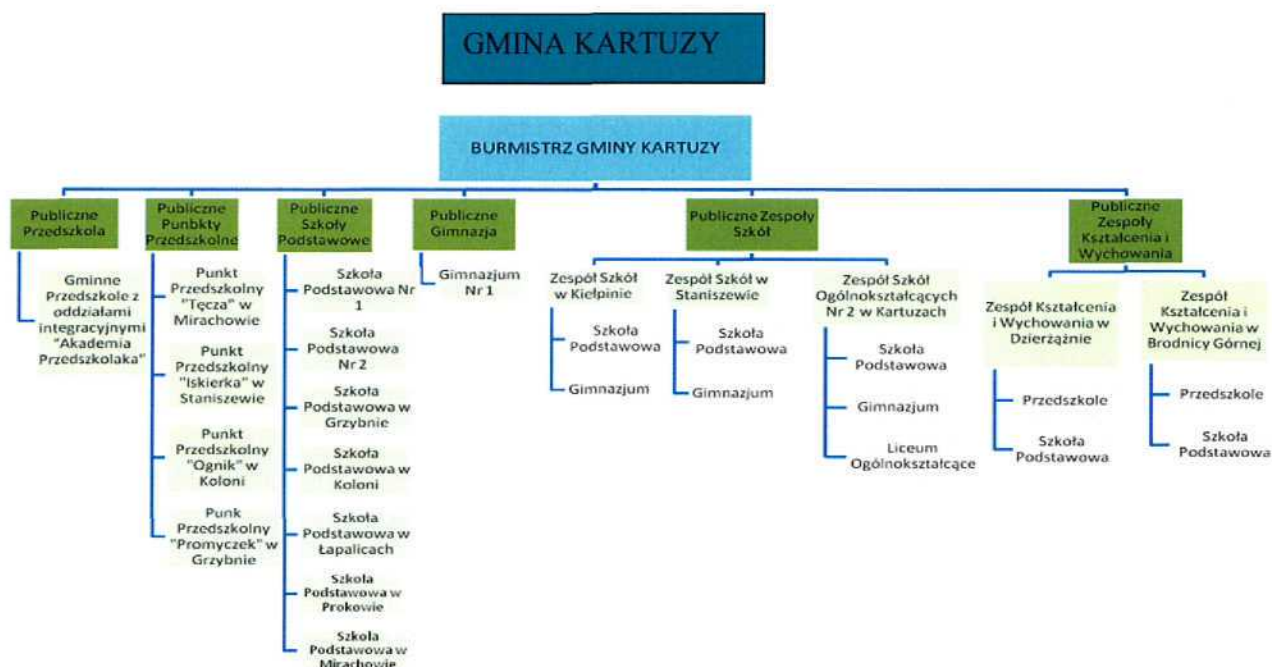 GMINA KARTUZY
BURMISTRZ GMINY KARTUZY
Publiczne
Przedszkola
Gminne
Przedszkole z
oddziałami
integracyjnymi
"Akademia
Przedszkolaka"
Publiczne
Punbkty
Przedszkolne
Punkt
Przedszkolny
"Tęcza" w
Mirachowie
Punkt
Przedszkolny
"Iskierka" w
Staniszewie
Punkt
Przedszkolny
"Ognik" w
Koloni
Punk
Przedszkolny
"Promyczek" w
Grzybnie
Publiczne
Szkoły
Podstawowe
Szkoła
Podstawowa Nr
1
Szkoła
Podstawowa
Nr 2
Szkoła
Podstawowa w
Grzybnie
Szkoła
Podstawowa w
Koloni
Szkoła
Podstawowa w
Łapalicach
Szkoła
Podstawowa w
Prokowie
Szkoła
Podstawowa w
Mirachowie
Publiczne
Gimnazja
Gimnazjum
Nr 1
Publiczne Zespoły
Szkół
Zespół Szkół
w Kiełpinie
Szkoła
Podstawowa
Gimnazjum
Zespół Szkół w
Staniszewie
Szkoła
Podstawowa
Gimnazjum
Zespół Szkół
Ogólnokształcących
Nr 2 w Kartuzach
Szkoła
Podstawowa
Gimnazjum
Liceum
Ogólnokształcące
Publiczne
Zespoły
Kształcenia i
Wychowania
Zespół Kształcenia
i Wychowania w
Dzierżąźnie
Przedszkole
Szkoła
Podstawowa
Zespół
Kształcenia i
Wychowania w
Brodnicy Górnej
Przedszkole
Szkoła
Podstawowa